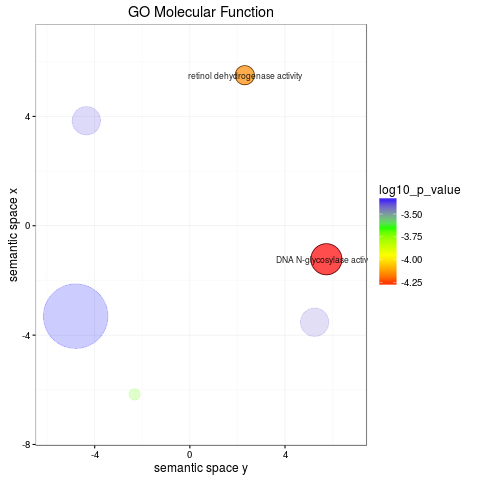 GO Molecular Function
retinol dehydrogenase activity
DNA N-glycosylase activ
semantic space x
4
0
-4
-8
-4
0
4
semantic space y
log10_p_value
-3.50
-3.75
-4.00
-4.25